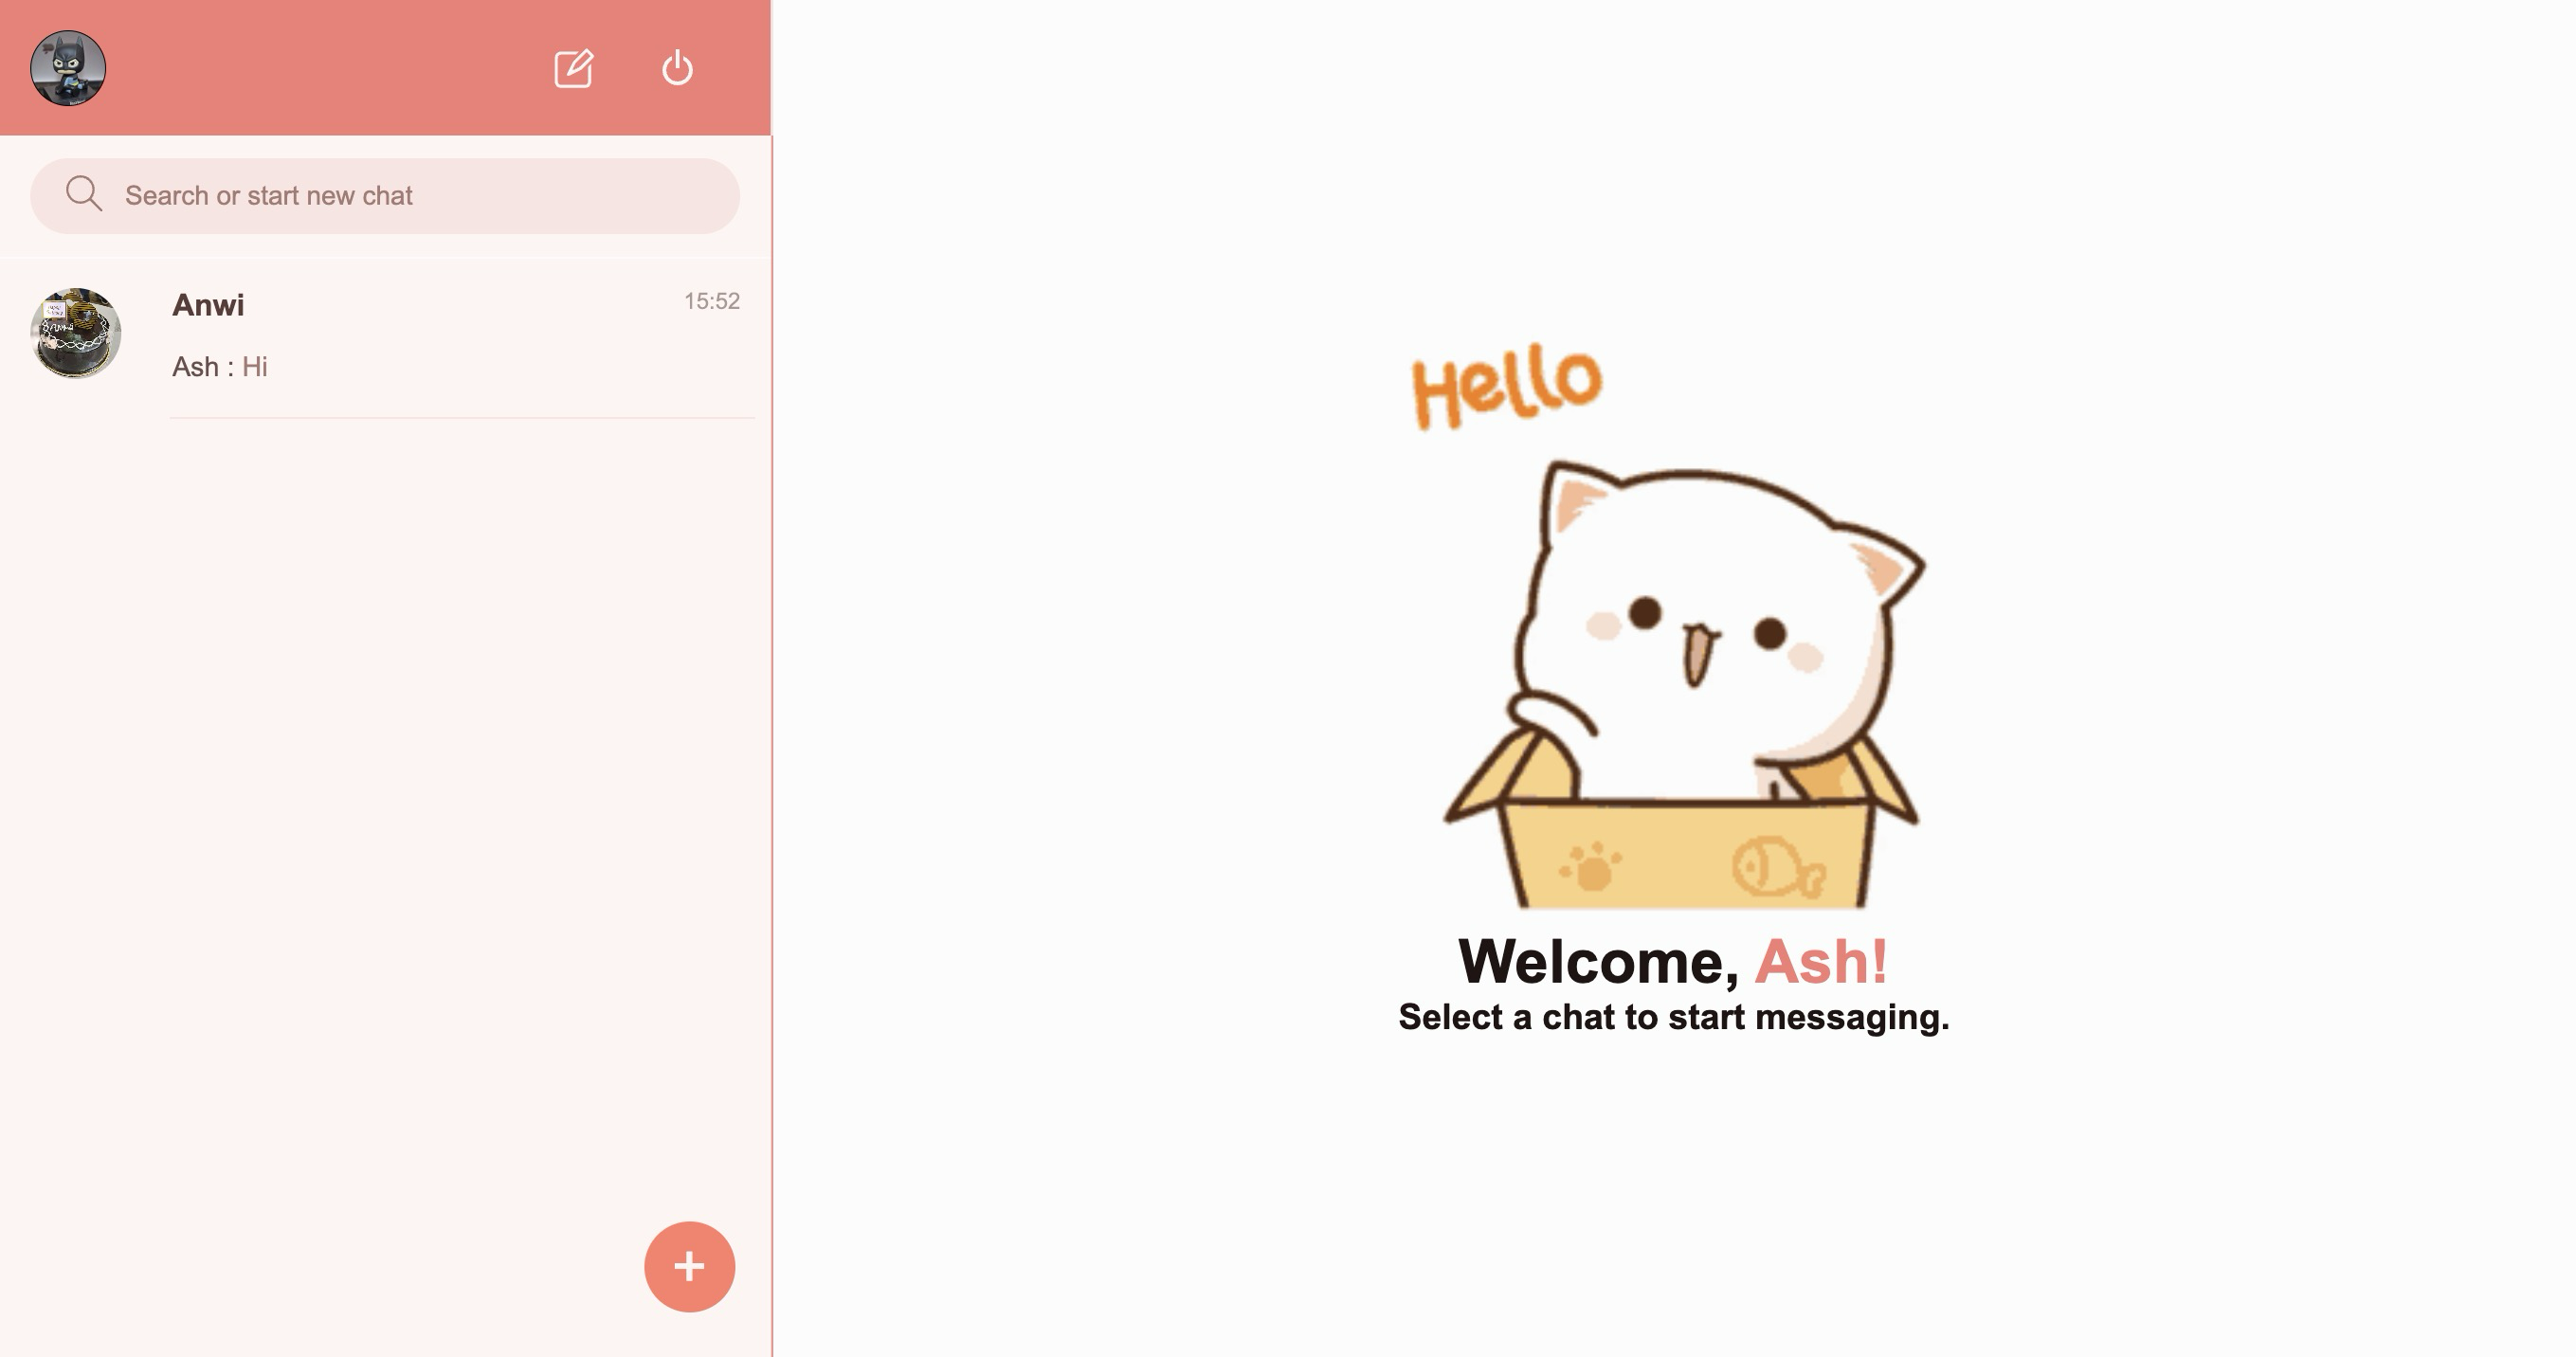 Search or start new chat
Anwi
15:52
Ash : Hi
Hello
Welcome, Ash!
Select a chat to start messaging.